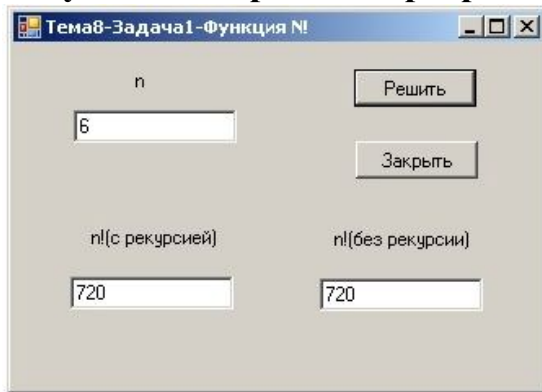 Тема8-Задача1-Функция N!
n
Решить
6
Закрыть
n!(с рекурсией)
n!(без рекурсии)
720
720